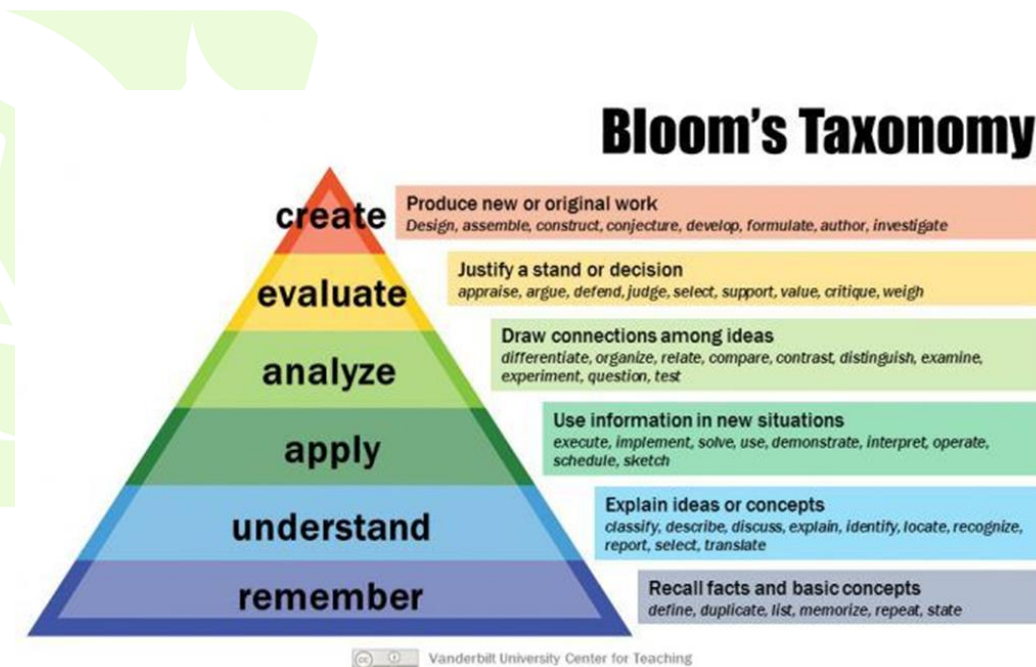 Bloom's Taxonomy
create
Produce new or original work
Design, assemble, construct, conjecture, develop, formulate, author, investigate
evaluate
Justify a stand or decision
appraise, argue, defend, judge, select, support, value, critique, weigh
analyze
Draw connections among ideas
differentiate, organize, relate, compare, contrast, distinguish, examine,
experiment, question, test
apply
Use information in new situations
execute, implement, solve, use, demonstrate, interpret, operate,
schedule, sketch
understand
Explain ideas or concepts
classify, describe, discuss, explain, identify, locate, recognize,
report, select, translate
remember
Recall facts and basic concepts
define, duplicate, list, memorize, repeat, state
cc Vanderbilt University Center for Teaching